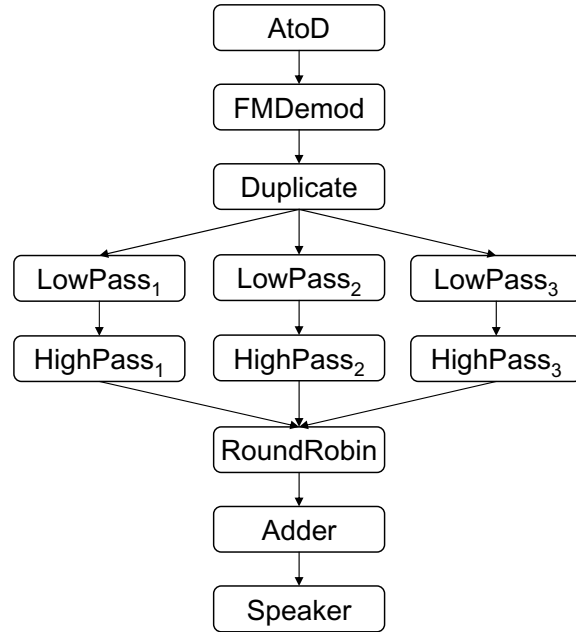 AtoD
FMDemod
Duplicate
LowPass₁ LowPass₂ LowPass₃
HighPass₁ HighPass₂ HighPass₃
RoundRobin
Adder
Speaker